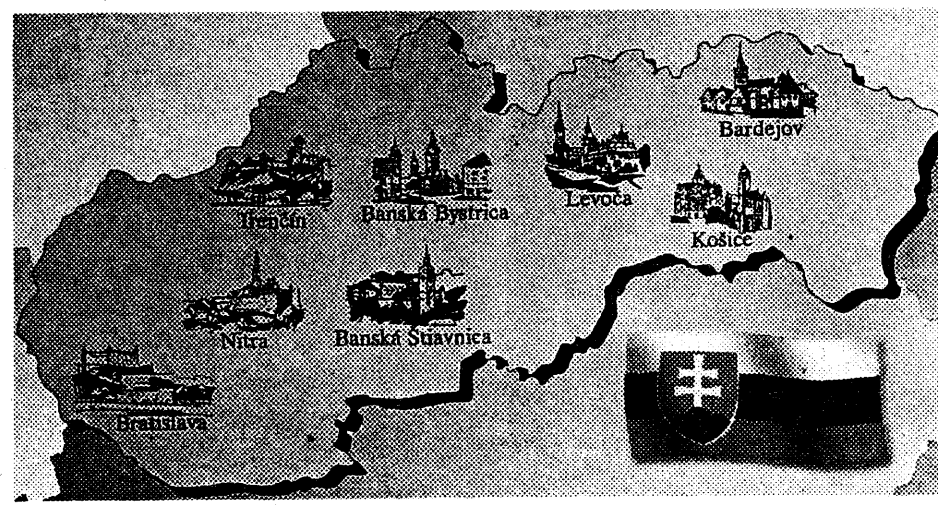 Bardejov
Trenčín
Banská Bystrica
Levoča
Košice
Nitra
Banská Štiavnica
Bratislava